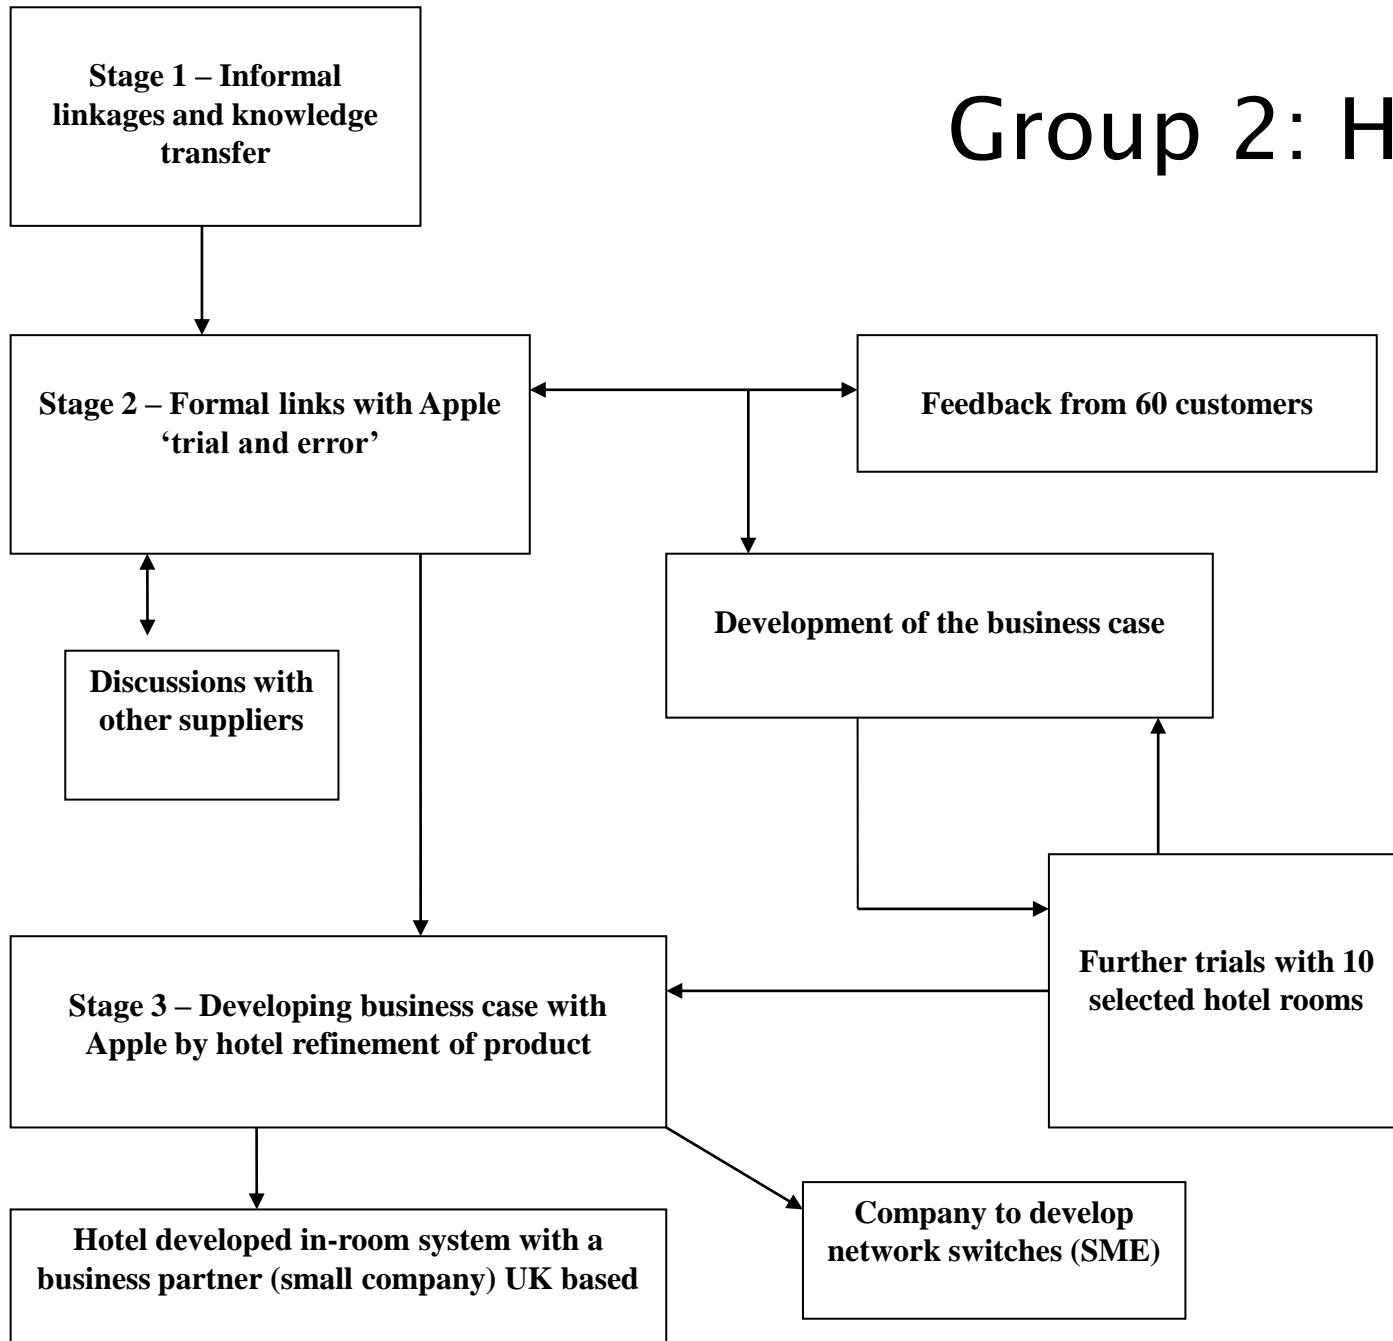 Stage 1 – Informal
linkages and knowledge
transfer
Group 2: H
Stage 2 – Formal links with Apple
‘trial and error’
Feedback from 60 customers
Development of the business case
Discussions with
other suppliers
Further trials with 10
selected hotel rooms
Stage 3 – Developing business case with
Apple by hotel refinement of product
Company to develop
network switches (SME)
Hotel developed in-room system with a
business partner (small company) UK based